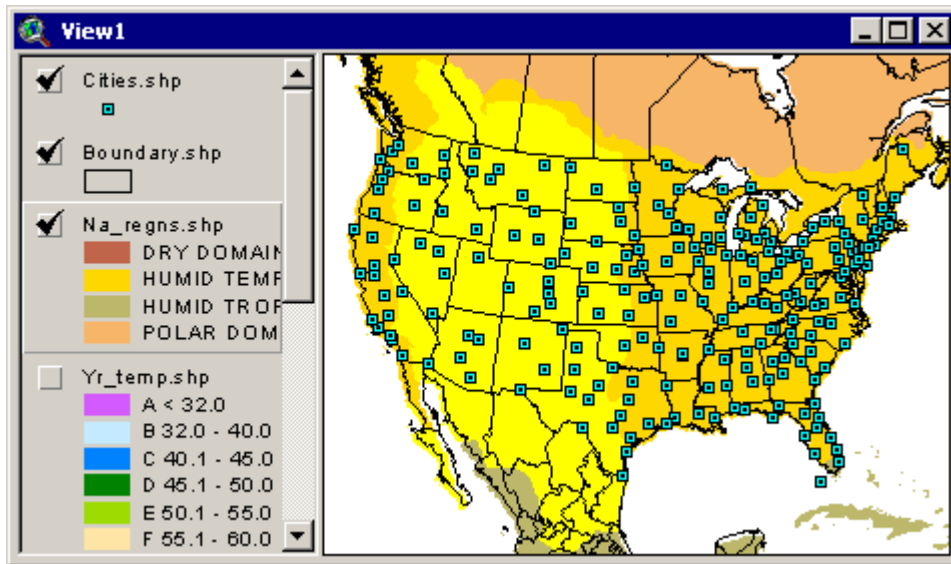 View1
Cities.shp
Boundary.shp
Na_regns.shp
DRY DOMAIN
HUMID TEMP
HUMID TROP
POLAR DOM
Yr_temp.shp
A < 32.0
B 32.0 - 40.0
C 40.1 - 45.0
D 45.1 - 50.0
E 50.1 - 55.0
F 55.1 - 60.0